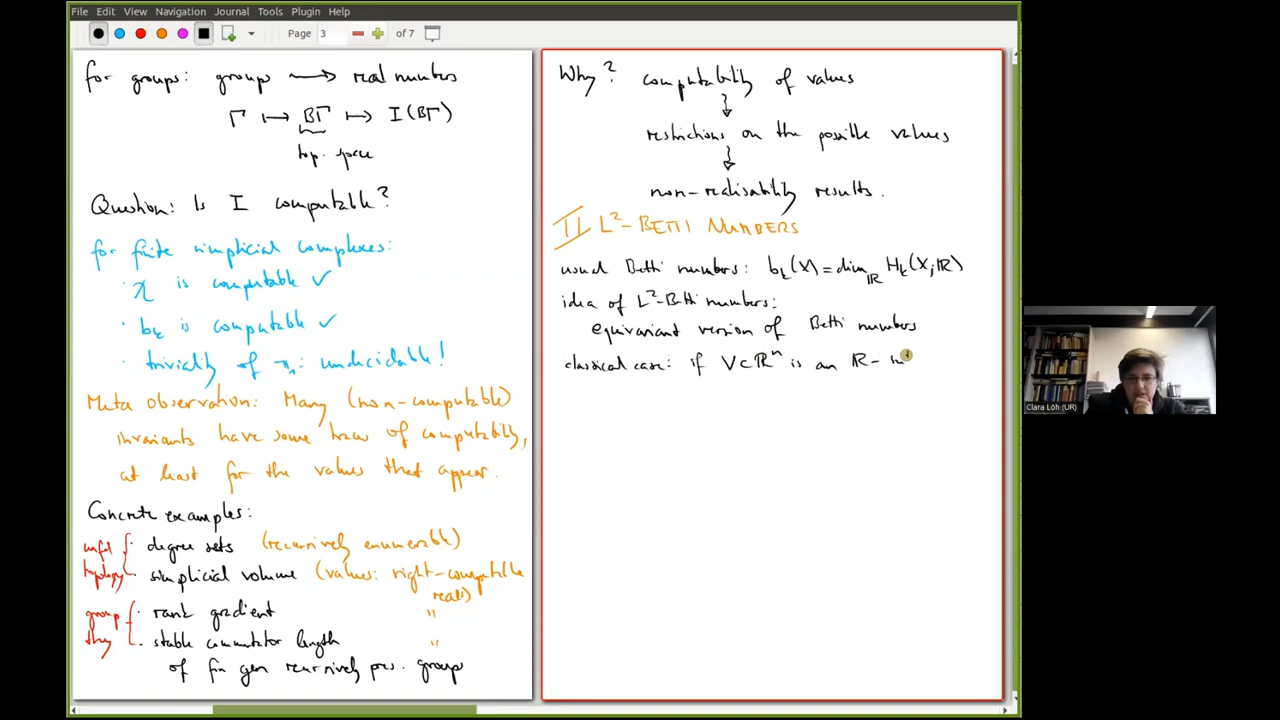 File Edit View Navigation Journal Tools Plugin Help
Page 3 of 7
for groups: groups ⟶ real numbers
Γ ↦ BΓ ↦ I(BΓ)
top. space
Question: Is I computable?
for finite simplicial complexes:
· χ is computable ✓
· b_k is computable ✓
· triviality of π_1: undecidable!
Meta observation: Many (non-computable)
invariants have some traces of computability,
at least for the values that appear.
Concrete examples:
mfd topology
· degree sets (recursively enumerable)
· simplicial volume (values: right-computable reals)
group thy
· rank gradient "
· stable commutator length "
of fin gen recursively pres. groups
Why? computability of values
↓
restrictions on the possible values
↓
non-realisability results.
II L²-BETTI NUMBERS
usual Betti numbers: b_k(X) = dim_ℝ H_k(X; ℝ)
idea of L²-Betti numbers:
equivariant version of Betti numbers
classical case: if V⊂ℝⁿ is an ℝ-
Clara Löh (UR)